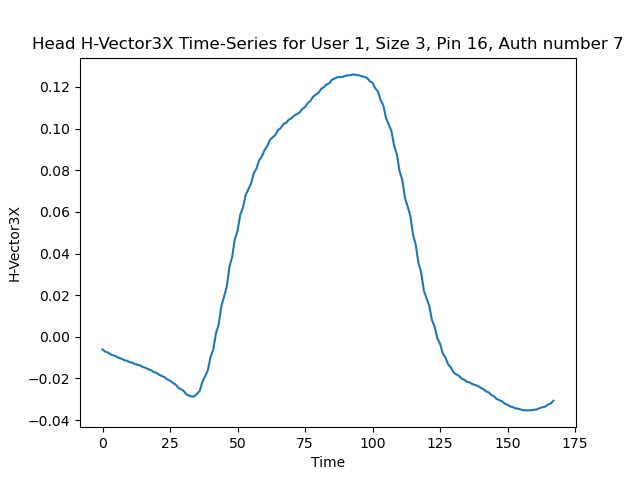 Head H-Vector3X Time-Series for User 1, Size 3, Pin 16, Auth number 7
H-Vector3X
0.12
0.10
0.08
0.06
0.04
0.02
0.00
−0.02
−0.04
0 25 50 75 100 125 150 175
Time